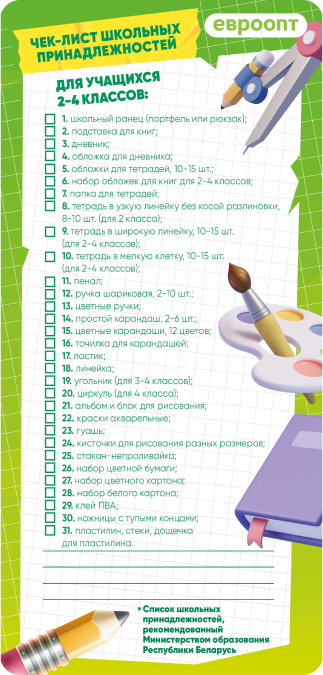 евроопт
ЧЕК-ЛИСТ ШКОЛЬНЫХ
ПРИНАДЛЕЖНОСТЕЙ
ДЛЯ УЧАЩИХСЯ
2-4 КЛАССОВ:
1. школьный ранец (портфель или рюкзак);
2. подставка для книг;
3. дневник;
4. обложка для дневника;
5. обложки для тетрадей, 10-15 шт.;
6. набор обложек для книг для 2-4 классов;
7. папка для тетрадей;
8. тетрадь в узкую линейку без косой разлиновки,
8-10 шт. (для 2 класса);
9. тетрадь в широкую линейку, 10-15 шт.
(для 2-4 классов);
10. тетрадь в мелкую клетку, 10-15 шт.
(для 2-4 классов);
11. пенал;
12. ручка шариковая, 2-10 шт.;
13. цветные ручки;
14. простой карандаш, 2-6 шт.;
15. цветные карандаши, 12 цветов;
16. точилка для карандашей;
17. ластик;
18. линейка;
19. угольник (для 3-4 классов);
20. циркуль (для 4 класса);
21. альбом и блок для рисования;
22. краски акварельные;
23. гуашь;
24. кисточки для рисования разных размеров;
25. стакан-непроливайка;
26. набор цветной бумаги;
27. набор цветного картона;
28. набор белого картона;
29. клей ПВА;
30. ножницы с тупыми концами;
31. пластилин, стеки, дощечка
для пластилина.
* Список школьных
принадлежностей,
рекомендованный
Министерством образования
Республики Беларусь